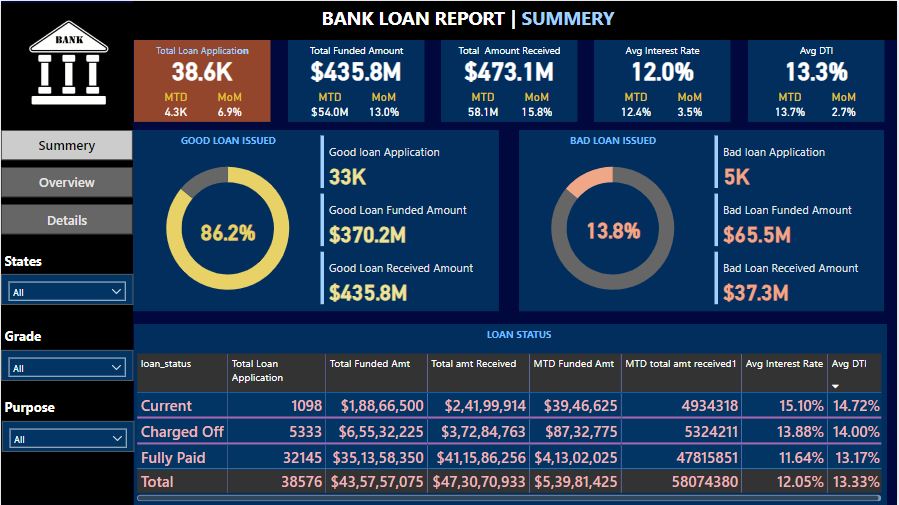 BANK LOAN REPORT | SUMMERY
BANK
Total Loan Application
38.6K
MTD MoM
4.3K 6.9%
Total Funded Amount
$435.8M
MTD MoM
$54.0M 13.0%
Total Amount Received
$473.1M
MTD MoM
58.1M 15.8%
Avg Interest Rate
12.0%
MTD MoM
12.4% 3.5%
Avg DTI
13.3%
MTD MoM
13.7% 2.7%
Summery
Overview
Details
States
All
Grade
All
Purpose
All
GOOD LOAN ISSUED
86.2%
Good loan Application
33K
Good Loan Funded Amount
$370.2M
Good Loan Received Amount
$435.8M
BAD LOAN ISSUED
13.8%
Bad loan Application
5K
Bad Loan Funded Amount
$65.5M
Bad Loan Received Amount
$37.3M
LOAN STATUS
loan_status Total Loan Application Total Funded Amt Total amt Received MTD Funded Amt MTD total amt received1 Avg Interest Rate Avg DTI
Current 1098 $1,88,66,500 $2,41,99,914 $39,46,625 4934318 15.10% 14.72%
Charged Off 5333 $6,55,32,225 $3,72,84,763 $87,32,775 5324211 13.88% 14.00%
Fully Paid 32145 $35,13,58,350 $41,15,86,256 $4,13,02,025 47815851 11.64% 13.17%
Total 38576 $43,57,57,075 $47,30,70,933 $5,39,81,425 58074380 12.05% 13.33%